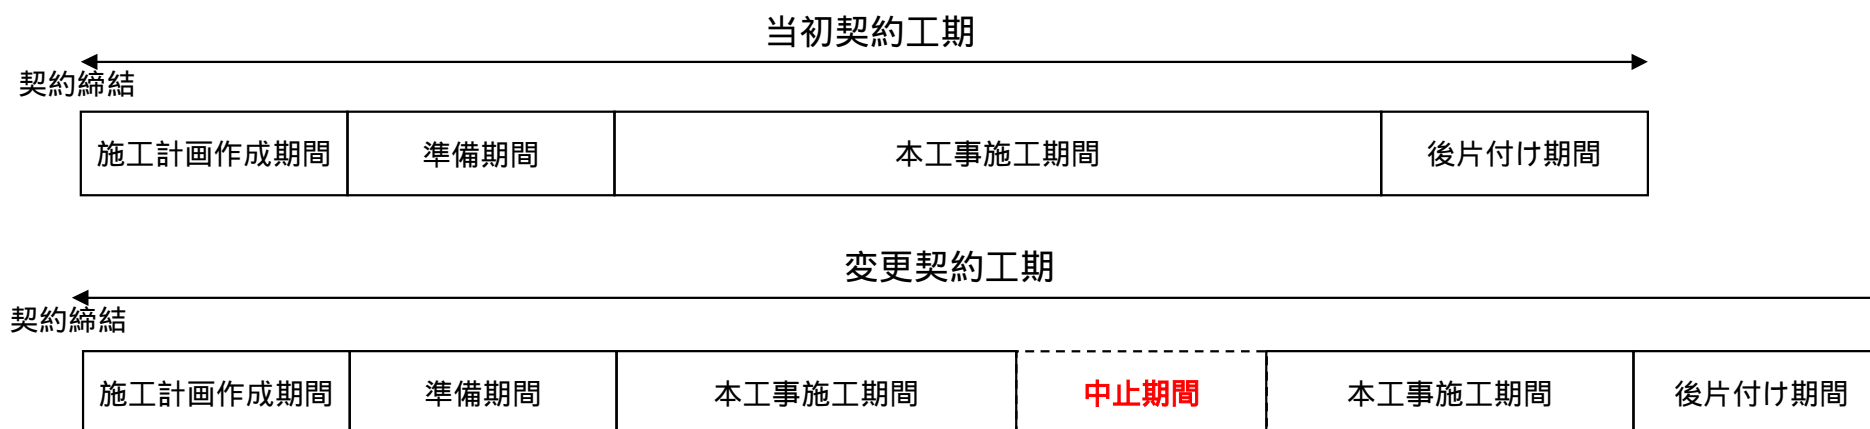 当初契約工期
契約締結
施工計画作成期間 準備期間 本工事施工期間 後片付け期間
変更契約工期
契約締結
施工計画作成期間 準備期間 本工事施工期間 中止期間 本工事施工期間 後片付け期間